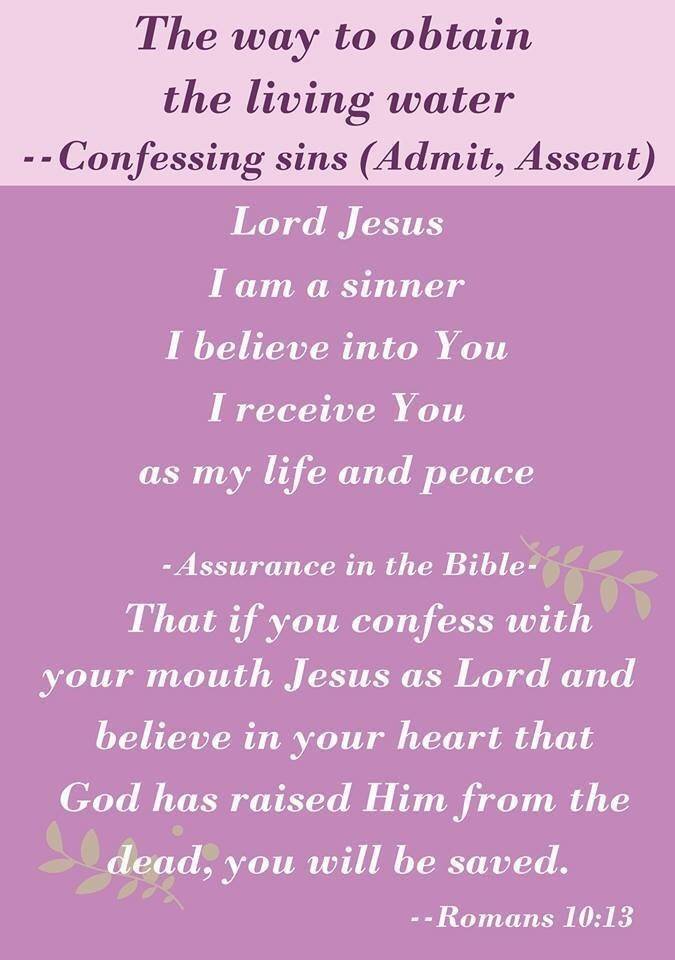 The way to obtain
the living water
--Confessing sins (Admit, Assent)
Lord Jesus
I am a sinner
I believe into You
I receive You
as my life and peace
-Assurance in the Bible-
That if you confess with
your mouth Jesus as Lord and
believe in your heart that
God has raised Him from the
dead, you will be saved.
--Romans 10:13